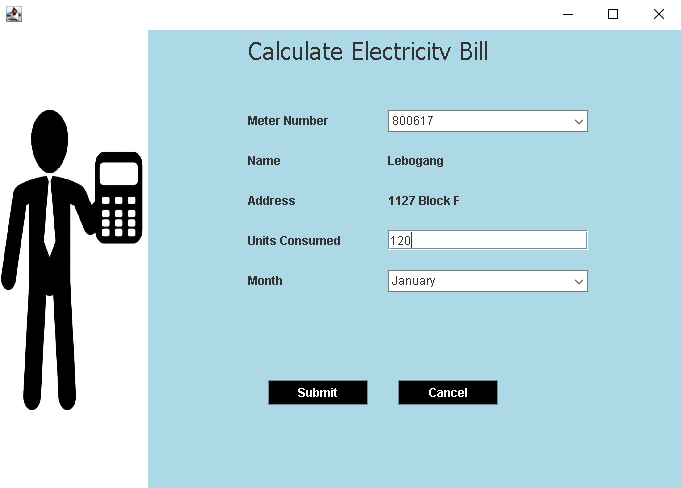 Calculate Electricity Bill
Meter Number 800617
Name Lebogang
Address 1127 Block F
Units Consumed 120
Month January
Submit Cancel